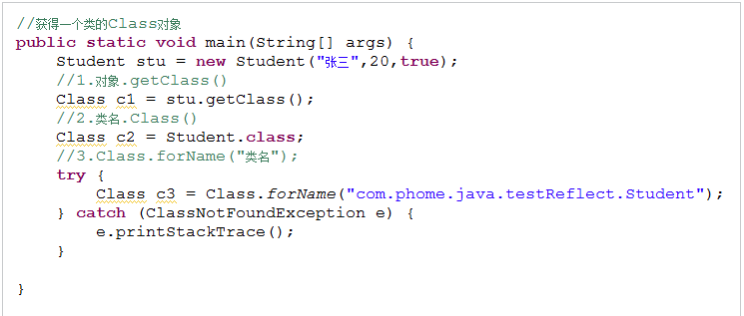 //获得一个类的Class对象
public static void main(String[] args) {
Student stu = new Student("张三",20,true);
//1.对象.getClass()
Class c1 = stu.getClass();
//2.类名.Class()
Class c2 = Student.class;
//3.Class.forName("类名");
try {
Class c3 = Class.forName("com.phome.java.testReflect.Student");
} catch (ClassNotFoundException e) {
e.printStackTrace();
}
}